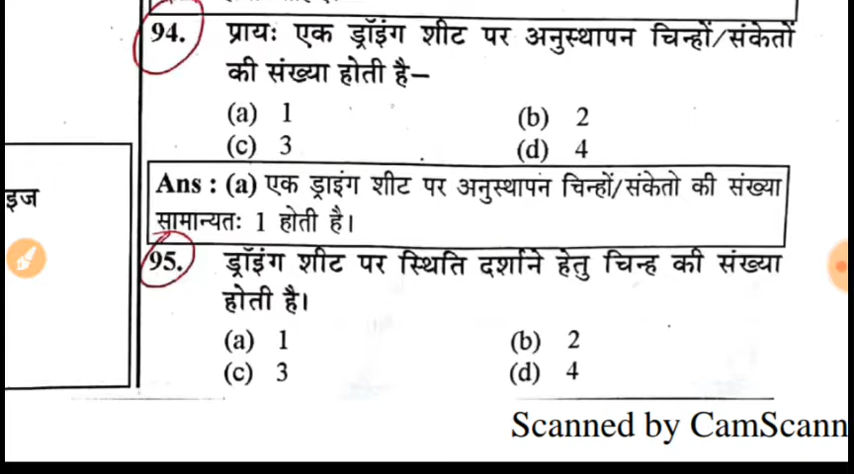 94. प्रायः एक ड्रॉइंग शीट पर अनुस्थापन चिन्हों/संकेतों
की संख्या होती है–
(a) 1 (b) 2
(c) 3 (d) 4
Ans : (a) एक ड्राइंग शीट पर अनुस्थापन चिन्हों/संकेतो की संख्या
सामान्यतः 1 होती है।
इज
95. ड्रॉइंग शीट पर स्थिति दर्शाने हेतु चिन्ह की संख्या
होती है।
(a) 1 (b) 2
(c) 3 (d) 4
Scanned by CamScann